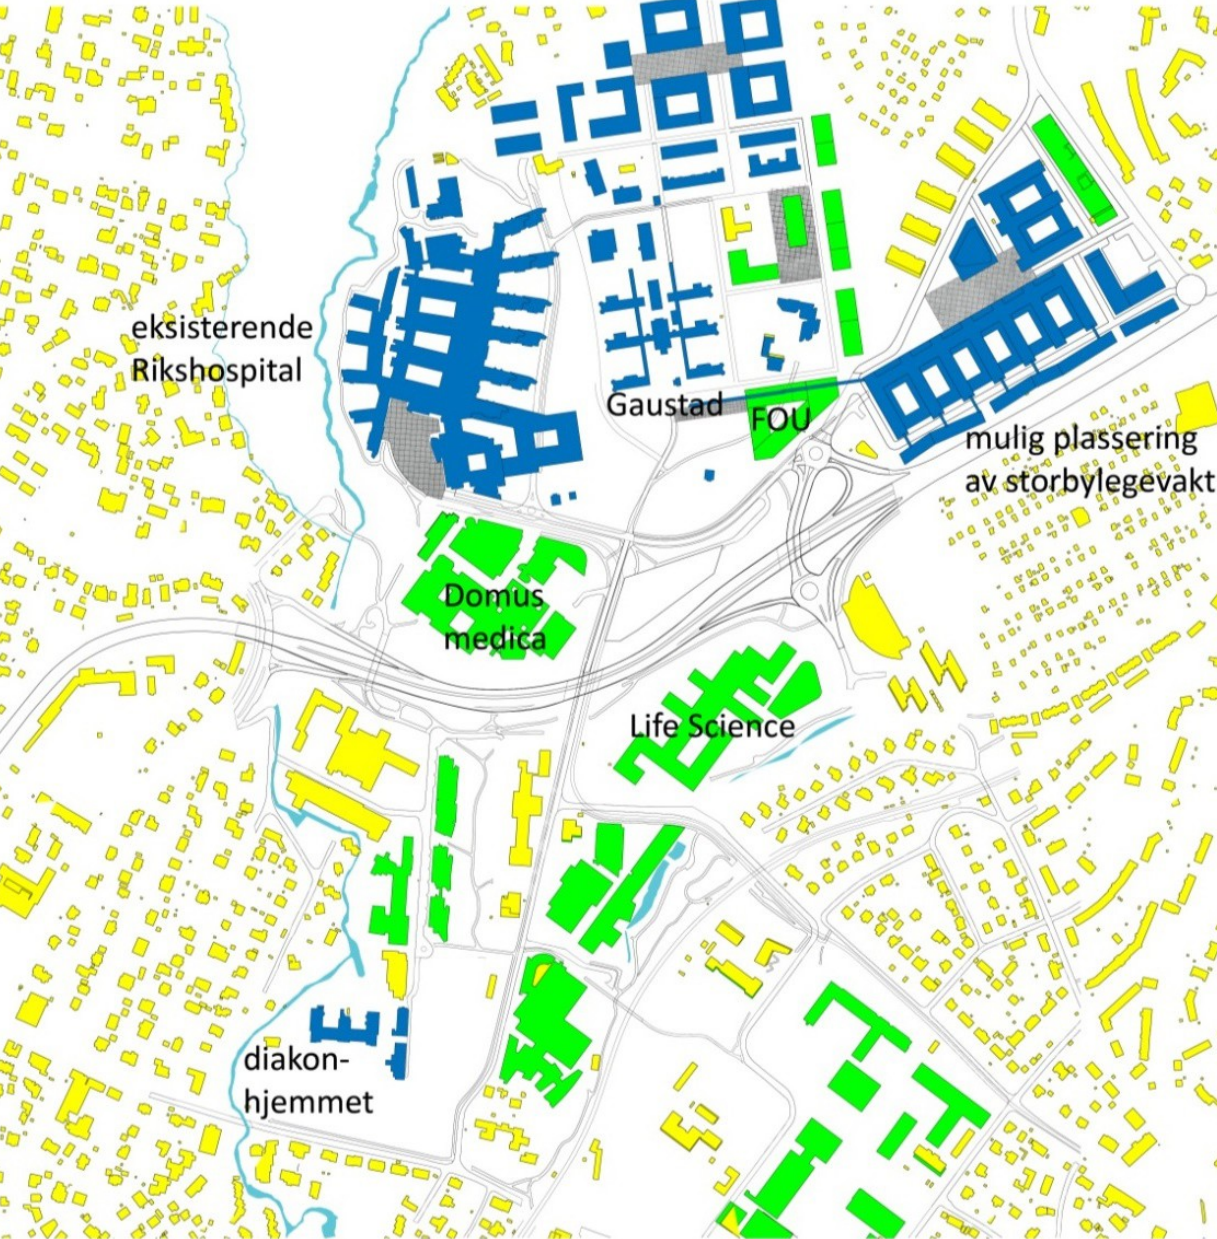 eksisterende
Rikshospital
Gaustad
FOU
mulig plassering
av storbylegevakt
Domus
medica
Life Science
diakon-
hjemmet